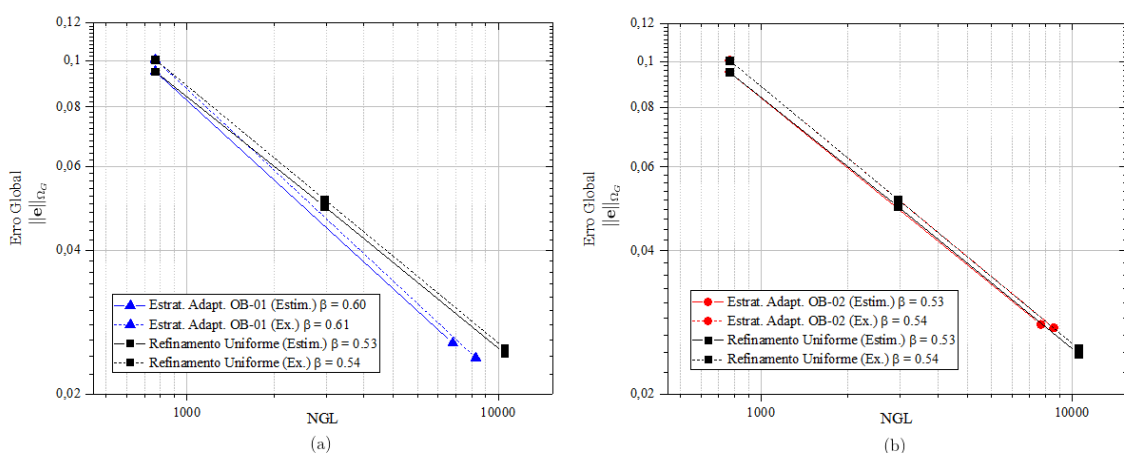 0,12
0,1
0,08
0,06
0,04
0,02
Erro Global
||e||Ω_G
Estrat. Adapt. OB-01 (Estim.) β = 0.60
Estrat. Adapt. OB-01 (Ex.) β = 0.61
Refinamento Uniforme (Estim.) β = 0.53
Refinamento Uniforme (Ex.) β = 0.54
1000
NGL
10000
(a)
0,12
0,1
0,08
0,06
0,04
0,02
Erro Global
||e||Ω_G
Estrat. Adapt. OB-02 (Estim.) β = 0.53
Estrat. Adapt. OB-02 (Ex.) β = 0.54
Refinamento Uniforme (Estim.) β = 0.53
Refinamento Uniforme (Ex.) β = 0.54
1000
NGL
10000
(b)